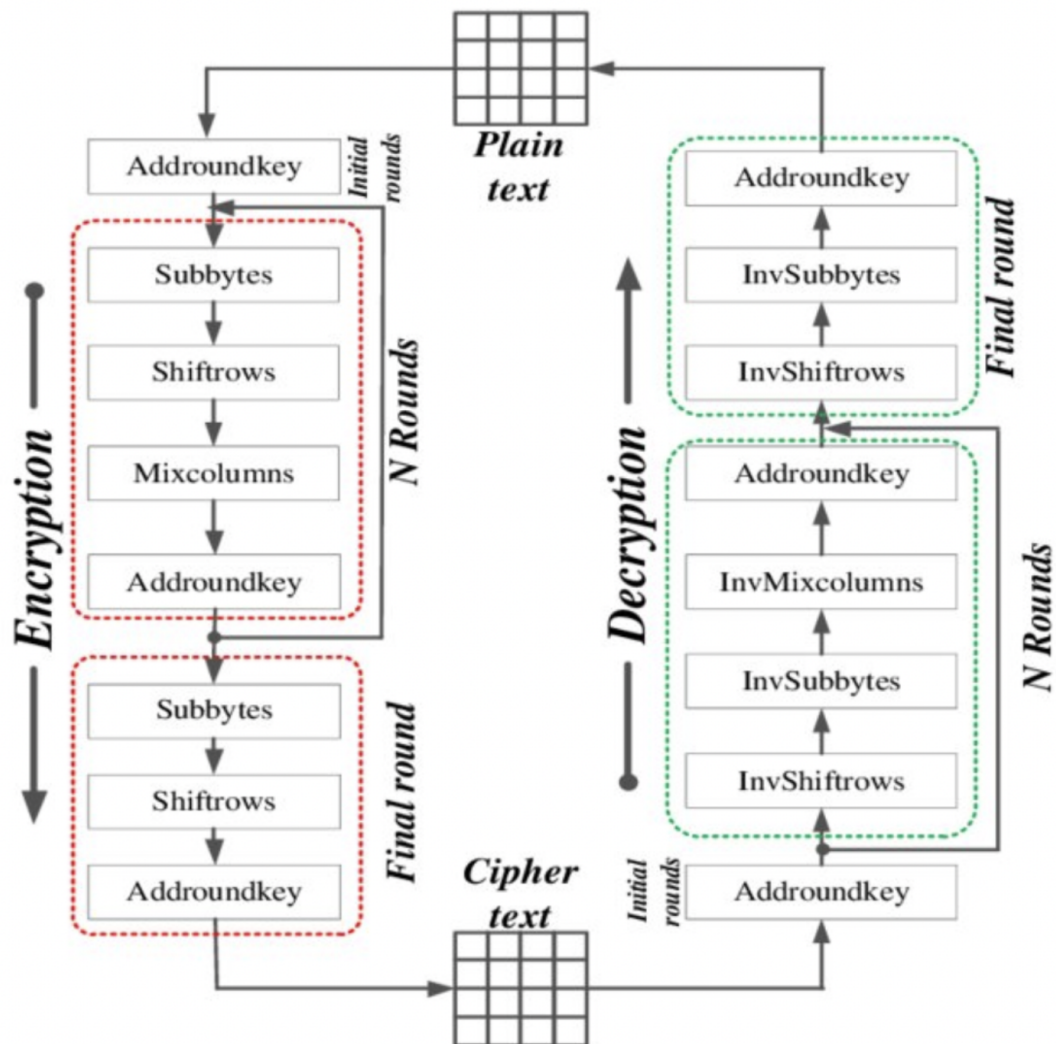 Plain
text
Addroundkey
Initial
rounds
Subbytes
Shiftrows
Mixcolumns
Addroundkey
N Rounds
Encryption
Subbytes
Shiftrows
Addroundkey
Final round
Cipher
text
Addroundkey
InvSubbytes
InvShiftrows
Final round
Addroundkey
InvMixcolumns
InvSubbytes
InvShiftrows
N Rounds
Decryption
Initial
rounds
Addroundkey